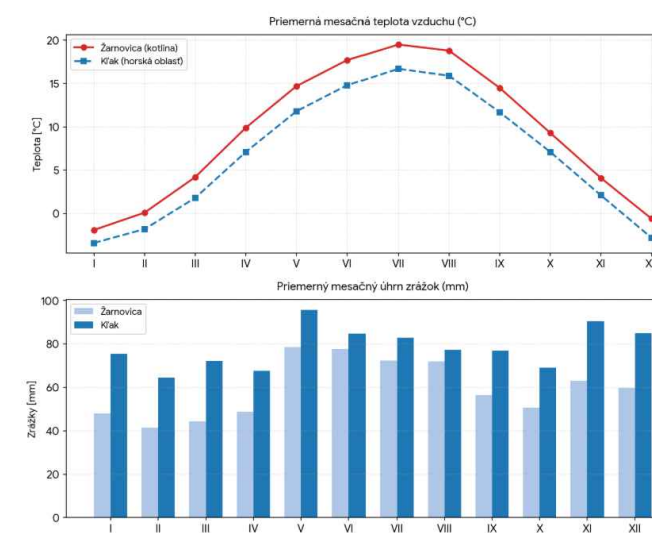 Priemerná mesačná teplota vzduchu (°C)
20
15
10
5
0
Teplota [°C]
Žarnovica (kotlina)
Kľak (horská oblasť)
I II III IV V VI VII VIII IX X XI
Priemerný mesačný úhrn zrážok (mm)
100
80
60
40
20
0
Zrážky [mm]
Žarnovica
Kľak
I II III IV V VI VII VIII IX X XI XII